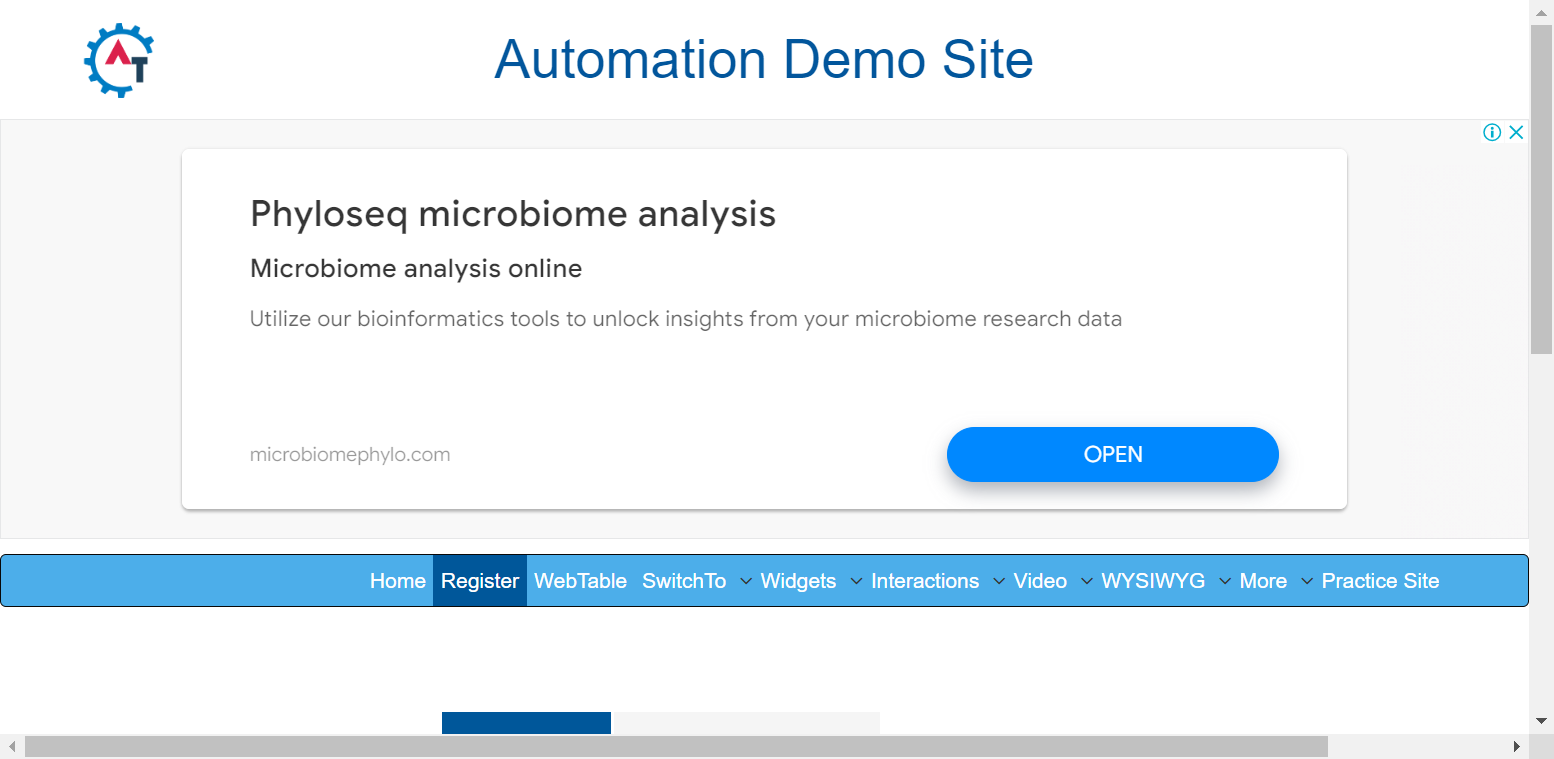 AT
Automation Demo Site
Phyloseq microbiome analysis
Microbiome analysis online
Utilize our bioinformatics tools to unlock insights from your microbiome research data
microbiomephylo.com
OPEN
Home Register WebTable SwitchTo Widgets Interactions Video WYSIWYG More Practice Site